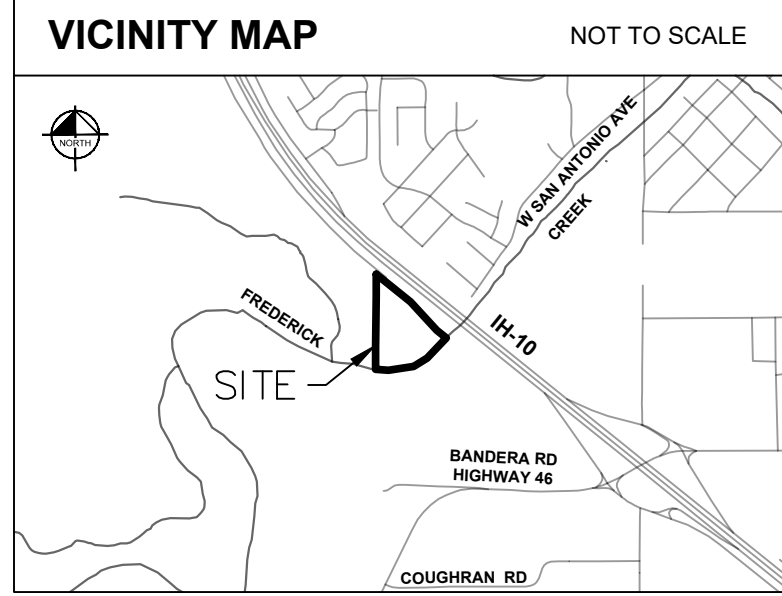 VICINITY MAP
NOT TO SCALE
NORTH
W SAN ANTONIO AVE
CREEK
FREDERICK
IH-10
SITE
BANDERA RD
HIGHWAY 46
COUGHRAN RD